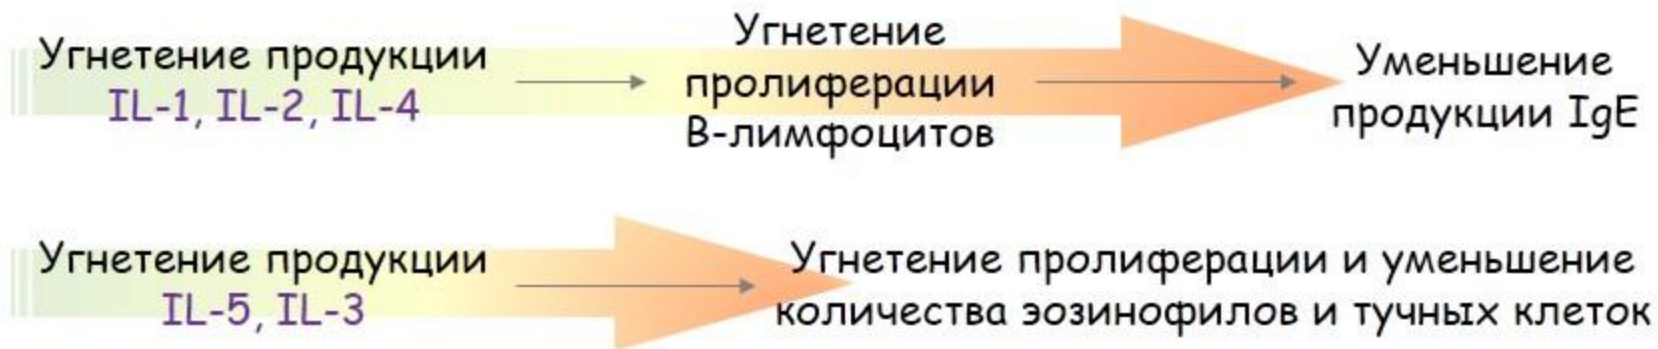 Угнетение продукции
IL-1, IL-2, IL-4
Угнетение
пролиферации
В-лимфоцитов
Уменьшение
продукции IgE
Угнетение продукции
IL-5, IL-3
Угнетение пролиферации и уменьшение
количества эозинофилов и тучных клеток